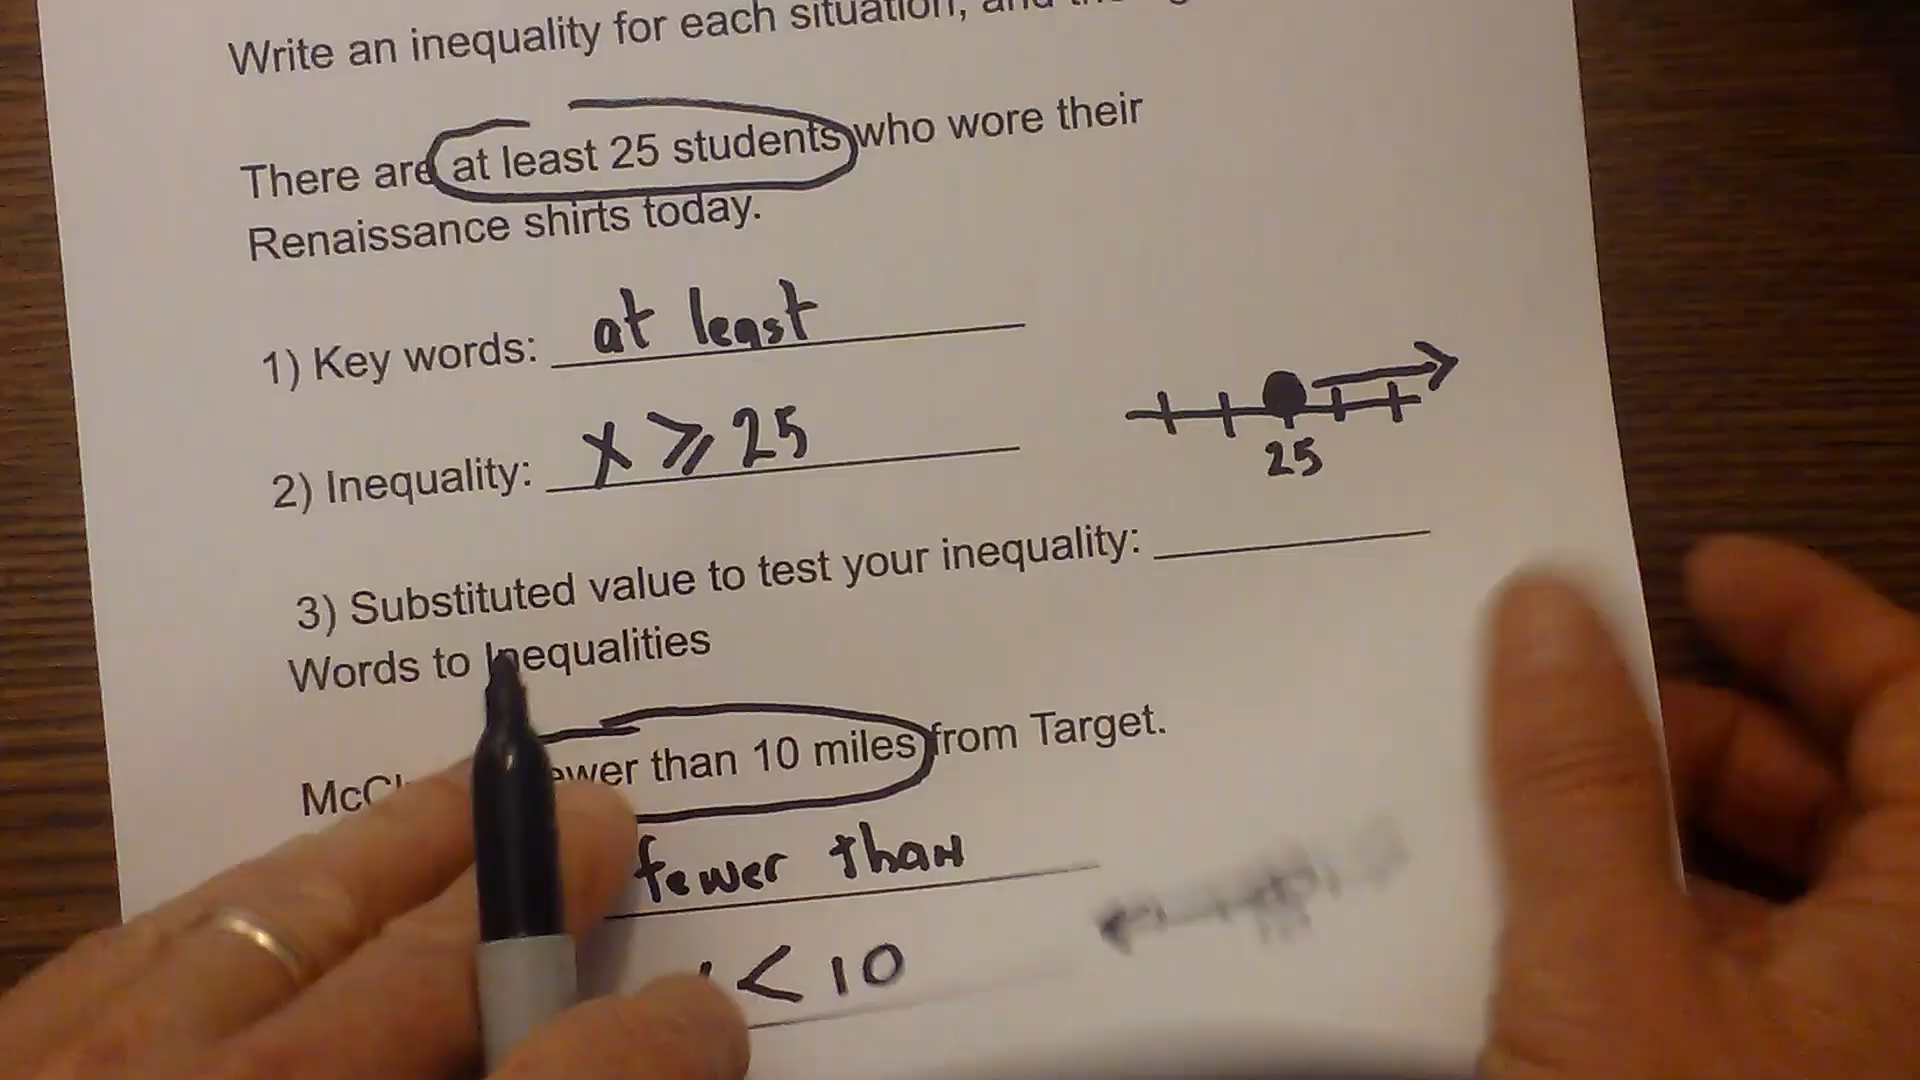 Write an inequality for each situation,
There are at least 25 students who wore their
Renaissance shirts today.
1) Key words: at least
2) Inequality: x ≥ 25
25
3) Substituted value to test your inequality:
Words to Inequalities
than 10 miles from Target.
fewer than
< 10